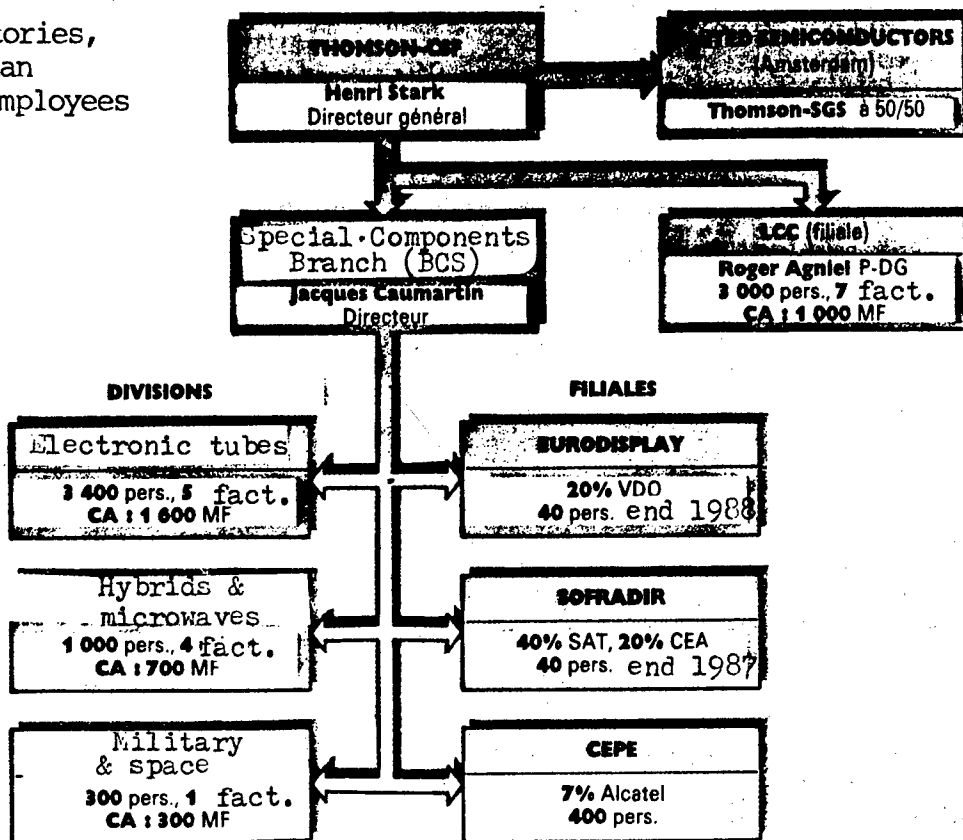 tories,
an
mployees
THOMSON-CSF
Henri Stark
Directeur général
SEMICONDUCTORS
(Amsterdam)
Thomson-SGS à 50/50
Special Components
Branch (BCS)
Jacques Caumartin
Directeur
LCC (filiale)
Roger Agniel P-DG
3 000 pers., 7 fact.
CA : 1 000 MF
DIVISIONS
FILIALES
Electronic tubes
3 400 pers., 5 fact.
CA : 1 600 MF
EURODISPLAY
20% VDO
40 pers. end 1988
Hybrids &
microwaves
1 000 pers., 4 fact.
CA : 700 MF
SOFRADIR
40% SAT, 20% CEA
40 pers. end 1987
Military
& space
300 pers., 1 fact.
CA : 300 MF
CEPE
7% Alcatel
400 pers.